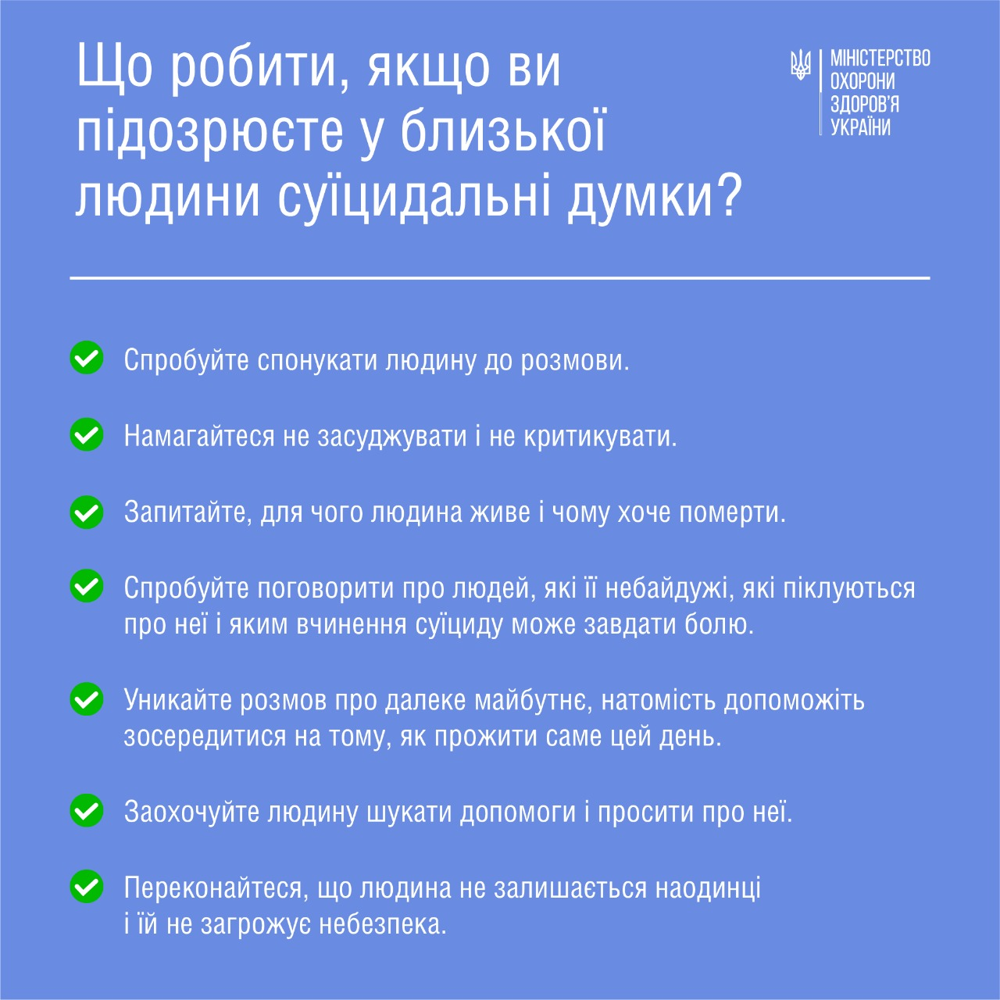 Що робити, якщо ви
підозрюєте у близької
людини суїцидальні думки?
МІНІСТЕРСТВО
ОХОРОНИ
ЗДОРОВ'Я
УКРАЇНИ
Спробуйте спонукати людину до розмови.
Намагайтеся не засуджувати і не критикувати.
Запитайте, для чого людина живе і чому хоче померти.
Спробуйте поговорити про людей, які її небайдужі, які піклуються
про неї і яким вчинення суїциду може завдати болю.
Уникайте розмов про далеке майбутнє, натомість допоможіть
зосередитися на тому, як прожити саме цей день.
Заохочуйте людину шукати допомоги і просити про неї.
Переконайтеся, що людина не залишається наодинці
і їй не загрожує небезпека.